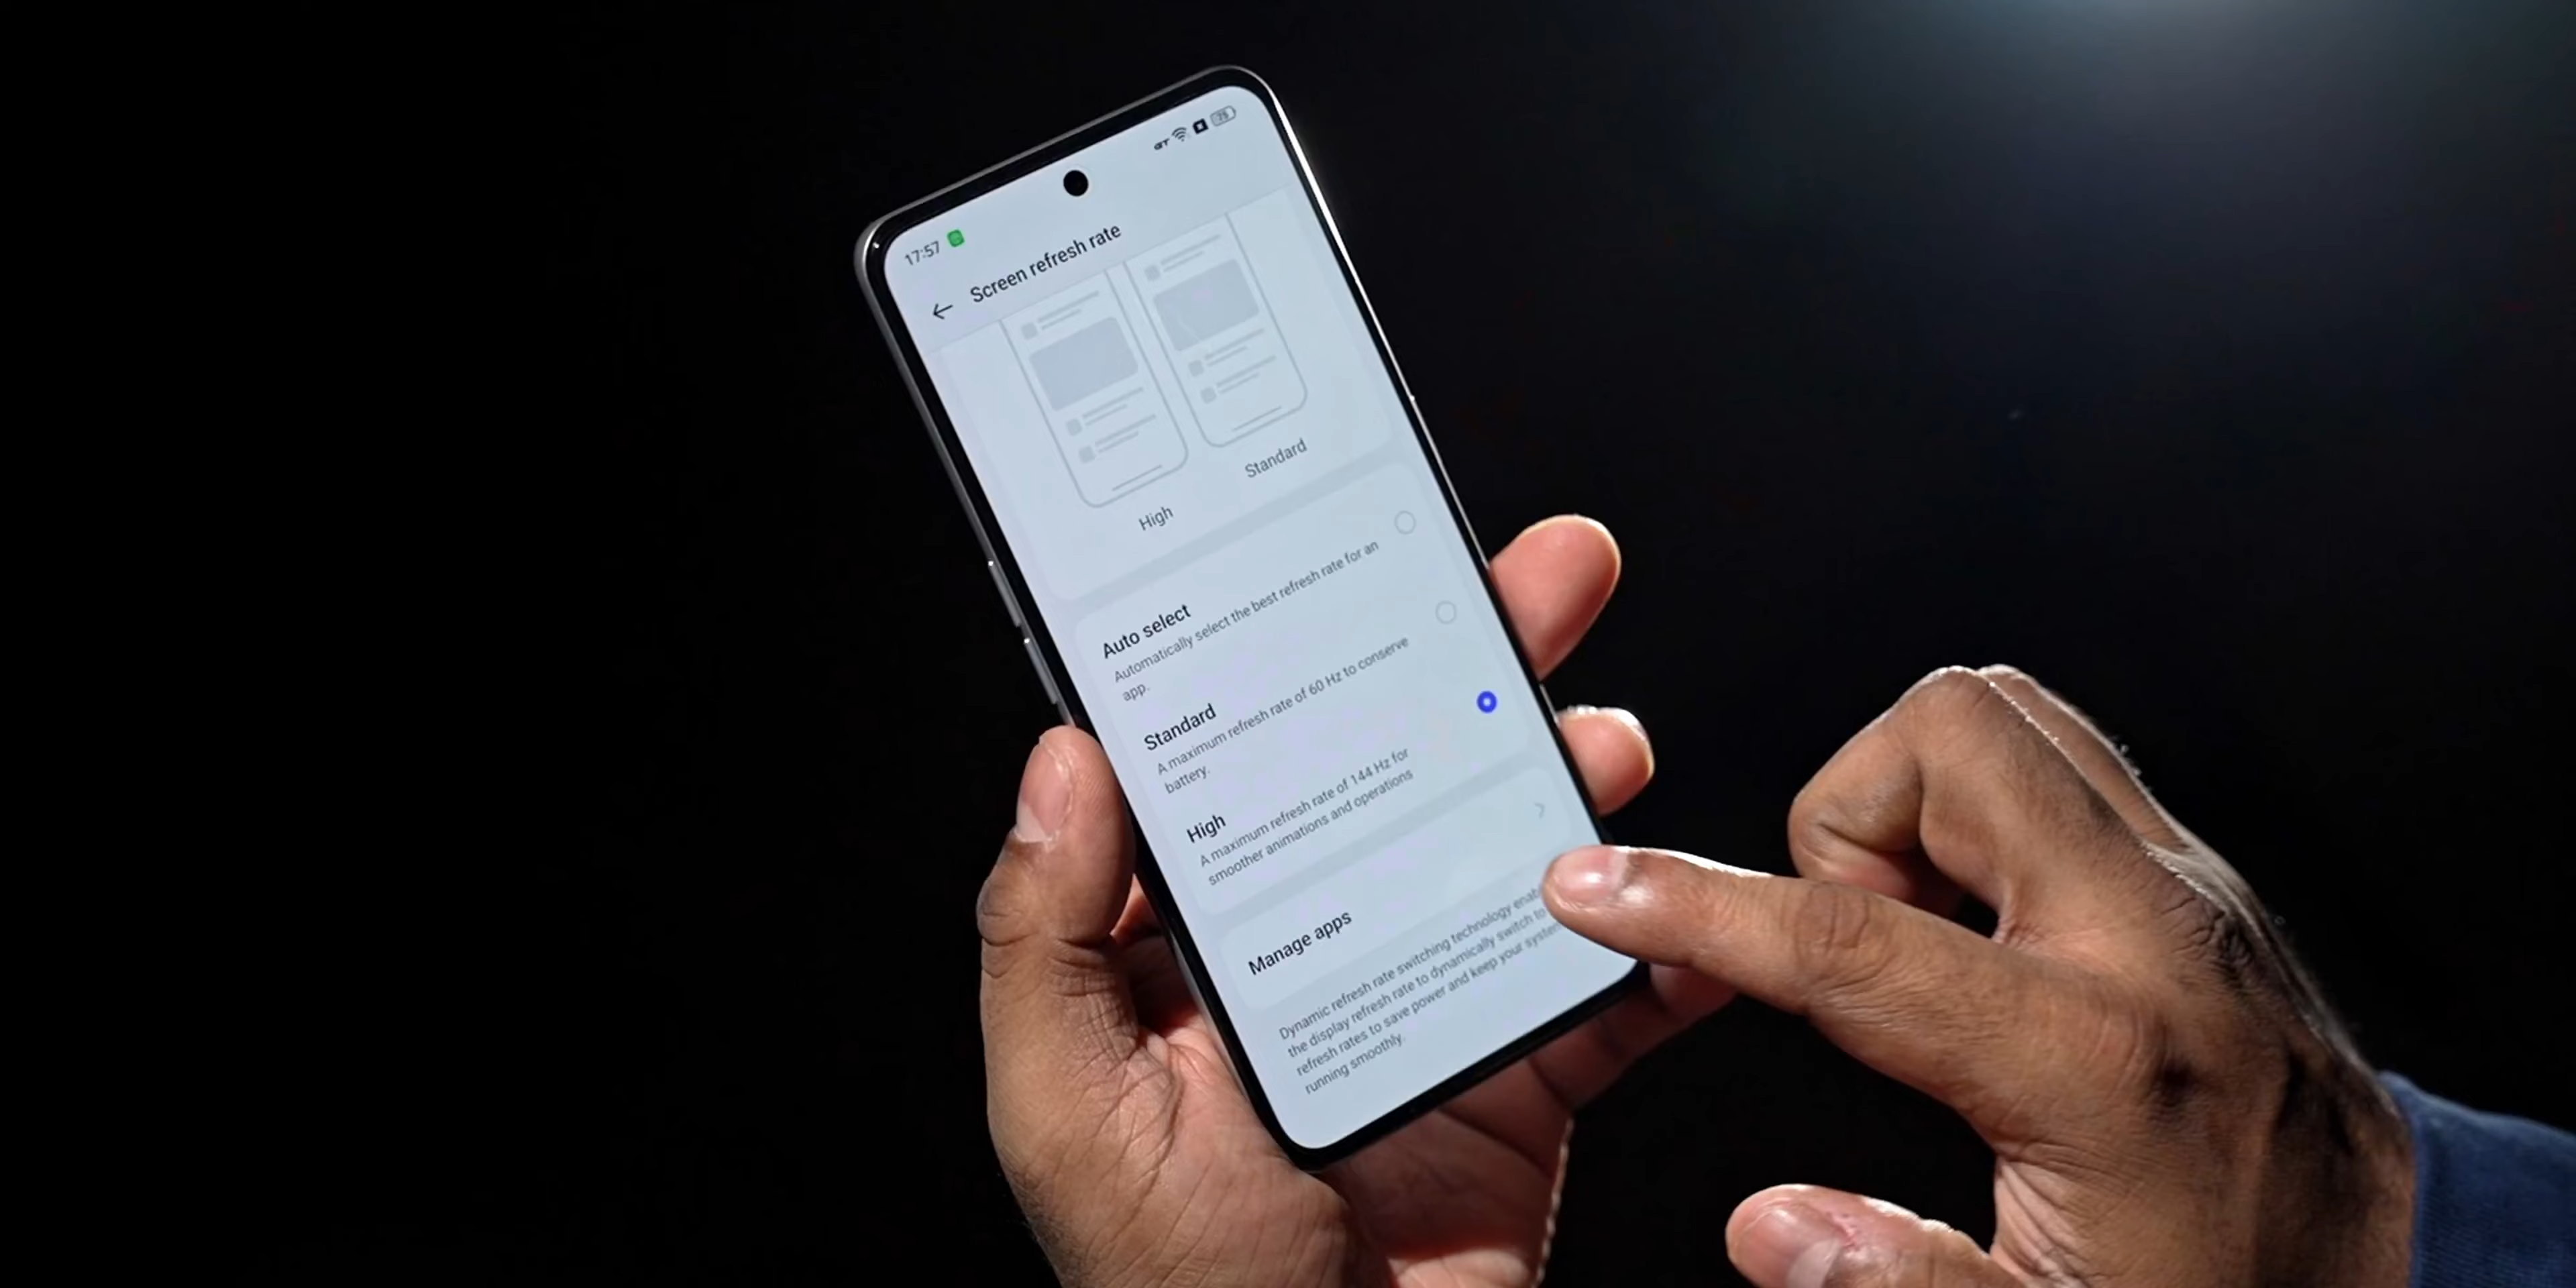 17:57
GT
75
Screen refresh rate
High
Standard
Auto select
Automatically select the best refresh rate for an
app.
Standard
A maximum refresh rate of 60 Hz to conserve
battery.
High
A maximum refresh rate of 144 Hz for
smoother animations and operations
Manage apps
Dynamic refresh rate switching technology enab
the display refresh rate to dynamically switch to
refresh rates to save power and keep your system
running smoothly.